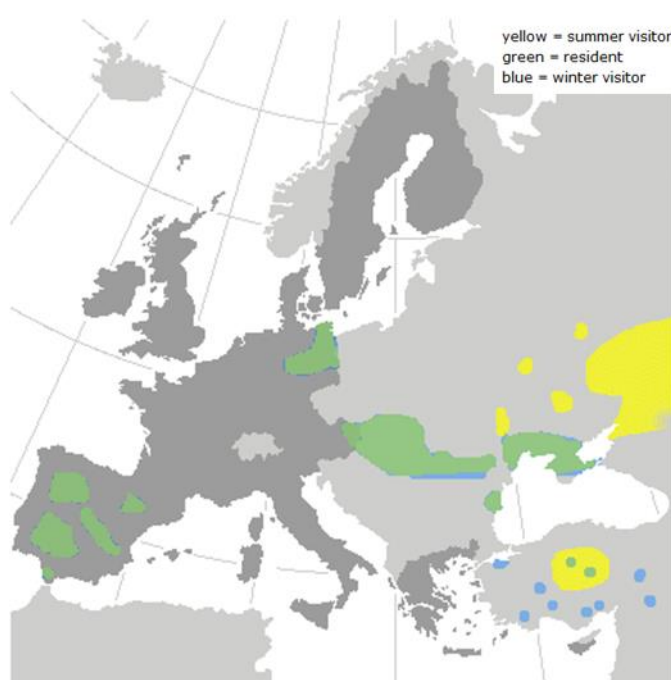 yellow = summer visitor
green = resident
blue = winter visitor